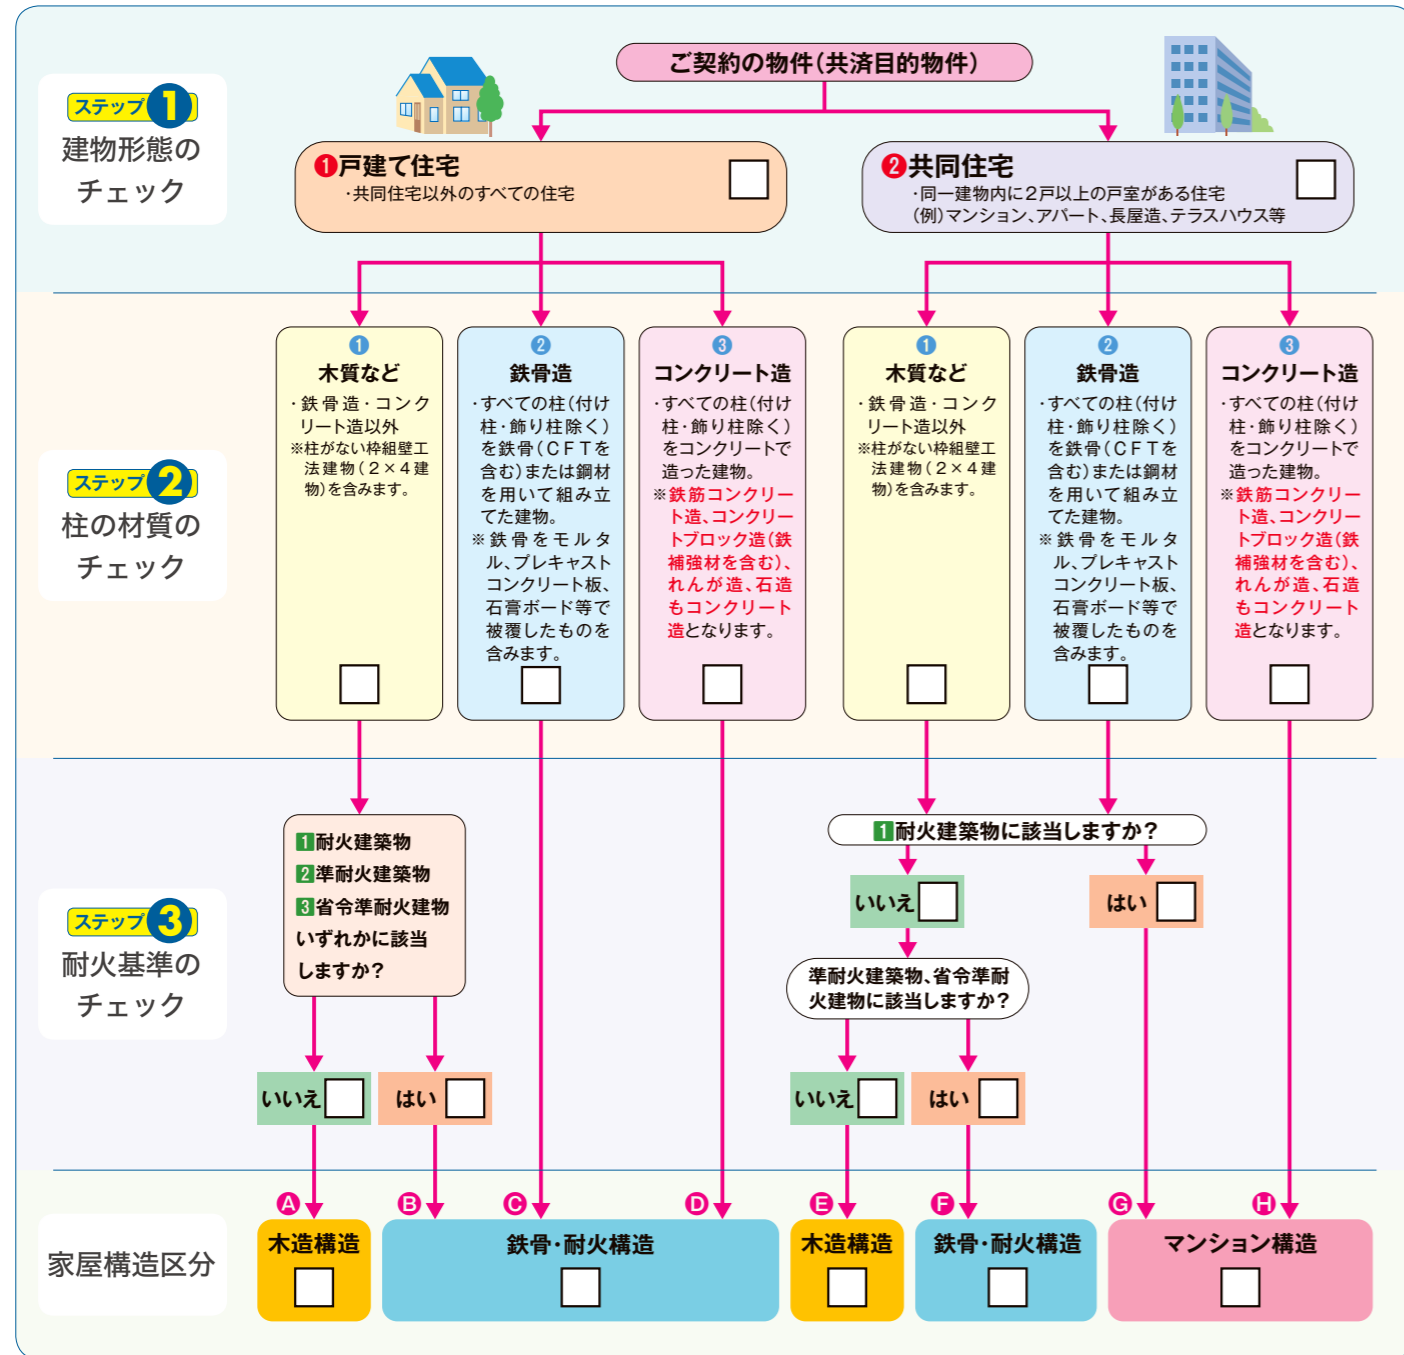 ご契約の物件(共済目的物件)
ステップ1
建物形態の
チェック
❶戸建て住宅
・共同住宅以外のすべての住宅
❷共同住宅
・同一建物内に2戸以上の戸室がある住宅
(例)マンション、アパート、長屋造、テラスハウス等
ステップ2
柱の材質の
チェック
❶
木質など
・鉄骨造・コンク
リート造以外
※柱がない枠組壁工
法建物(2×4建
物)を含みます。
❷
鉄骨造
・すべての柱(付け
柱・飾り柱除く)
を鉄骨(CFTを
含む)または鋼材
を用いて組み立
てた建物。
※鉄骨をモルタ
ル、プレキャスト
コンクリート板、
石膏ボード等で
被覆したものを
含みます。
❸
コンクリート造
・すべての柱(付け
柱・飾り柱除く)
をコンクリートで
造った建物。
※鉄筋コンクリー
ト造、コンクリー
トブロック造(鉄
補強材を含む)、
れんが造、石造
もコンクリート
造となります。
❶
木質など
・鉄骨造・コンク
リート造以外
※柱がない枠組壁工
法建物(2×4建
物)を含みます。
❷
鉄骨造
・すべての柱(付け
柱・飾り柱除く)
を鉄骨(CFTを
含む)または鋼材
を用いて組み立
てた建物。
※鉄骨をモルタ
ル、プレキャスト
コンクリート板、
石膏ボード等で
被覆したものを
含みます。
❸
コンクリート造
・すべての柱(付け
柱・飾り柱除く)
をコンクリートで
造った建物。
※鉄筋コンクリー
ト造、コンクリー
トブロック造(鉄
補強材を含む)、
れんが造、石造
もコンクリート
造となります。
ステップ3
耐火基準の
チェック
1耐火建築物
2準耐火建築物
3省令準耐火建物
いずれかに該当
しますか?
いいえ
はい
1耐火建築物に該当しますか?
いいえ
はい
準耐火建築物、省令準耐
火建物に該当しますか?
いいえ
はい
家屋構造区分
A
木造構造
B
C
D
鉄骨・耐火構造
E
木造構造
F
鉄骨・耐火構造
G
H
マンション構造